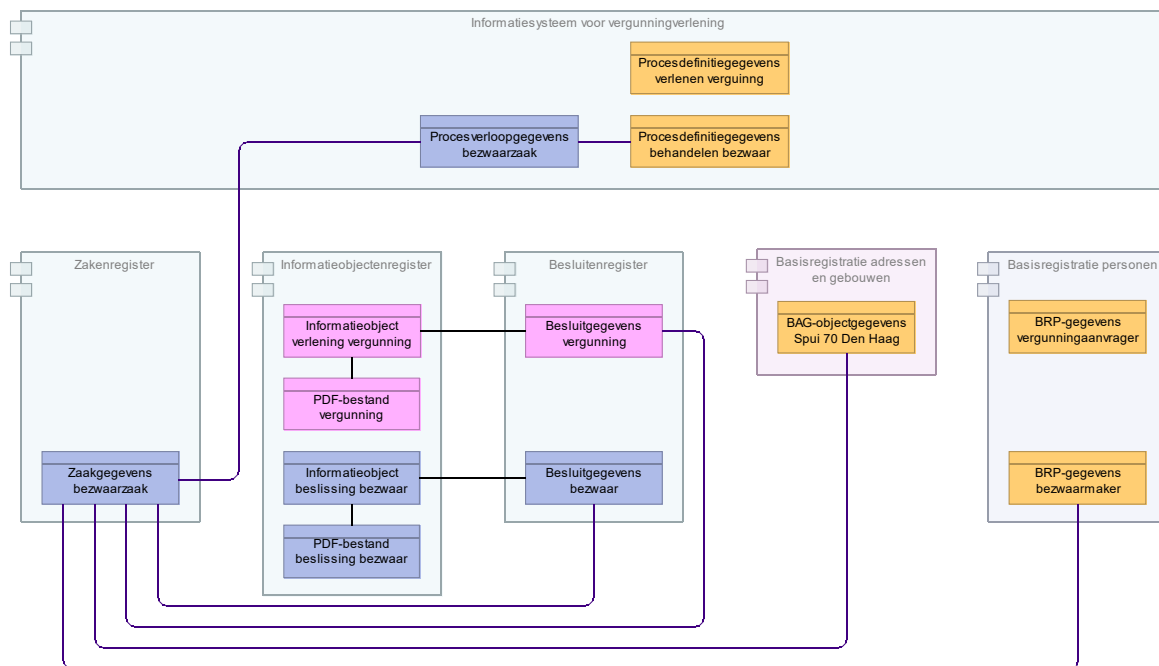 Informatiesysteem voor vergunningverlening
Procesdefinitiegegevens
verlenen verguinng
Procesverloopgegevens
bezwaarzaak
Procesdefinitiegegevens
behandelen bezwaar
Zakenregister
Informatieobjectenregister
Besluitenregister
Basisregistratie adressen
en gebouwen
Basisregistratie personen
Informatieobject
verlening vergunning
Besluitgegevens
vergunning
BAG-objectgegevens
Spui 70 Den Haag
BRP-gegevens
vergunningaanvrager
PDF-bestand
vergunning
Zaakgegevens
bezwaarzaak
Informatieobject
beslissing bezwaar
Besluitgegevens
bezwaar
BRP-gegevens
bezwaarmaker
PDF-bestand
beslissing bezwaar